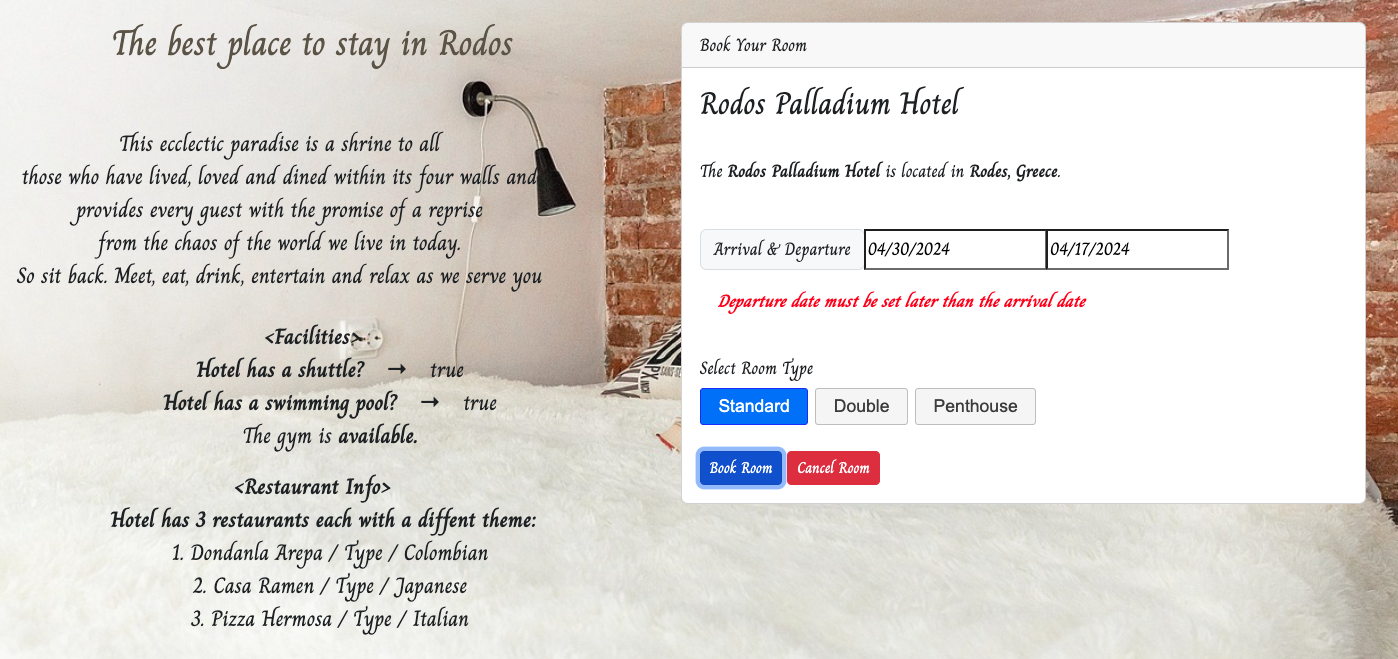 The best place to stay in Rodos
This ecclectic paradise is a shrine to all
those who have lived, loved and dined within its four walls and
provides every guest with the promise of a reprise
from the chaos of the world we live in today.
So sit back. Meet, eat, drink, entertain and relax as we serve you
<Facilities>
Hotel has a shuttle? → true
Hotel has a swimming pool? → true
The gym is available.
<Restaurant Info>
Hotel has 3 restaurants each with a diffent theme:
1. Dondanla Arepa / Type / Colombian
2. Casa Ramen / Type / Japanese
3. Pizza Hermosa / Type / Italian
Book Your Room
Rodos Palladium Hotel
The Rodos Palladium Hotel is located in Rodes, Greece.
Arrival & Departure 04/30/2024 04/17/2024
Departure date must be set later than the arrival date
Select Room Type
Standard Double Penthouse
Book Room Cancel Room